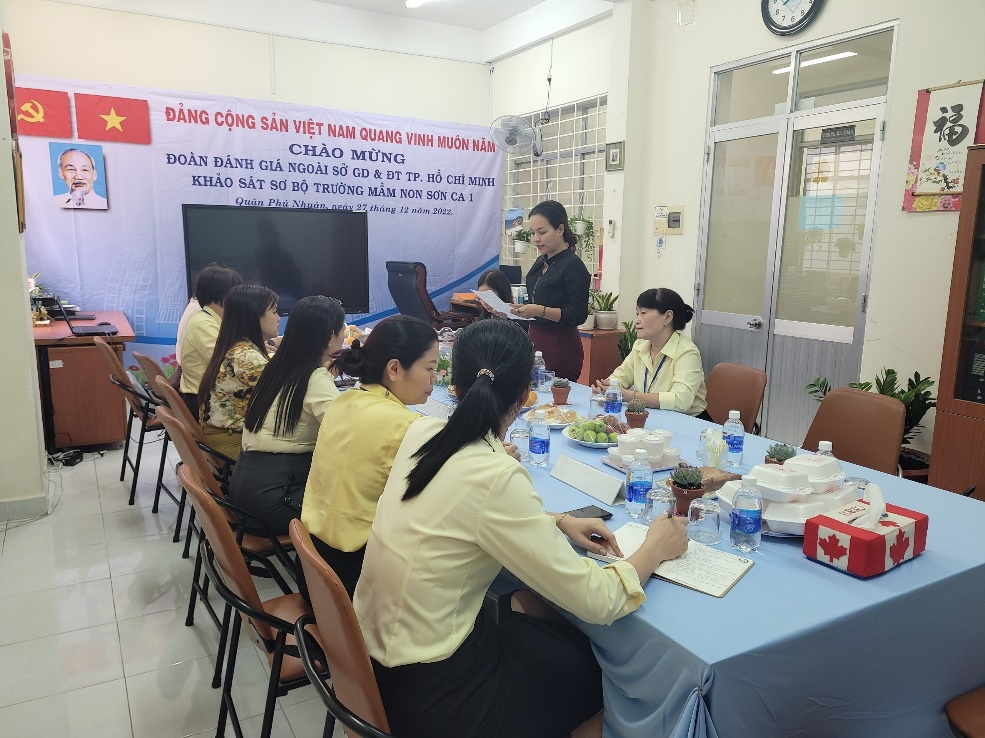 ĐẢNG CỘNG SẢN VIỆT NAM QUANG VINH MUÔN NĂM
CHÀO MỪNG
ĐOÀN ĐÁNH GIÁ NGOÀI SỞ GD & ĐT TP. HỒ CHÍ MINH
KHẢO SÁT SƠ BỘ TRƯỜNG MẦM NON SƠN CA 1
Quận Phú Nhuận, ngày 27 tháng 12 năm 2022.
福